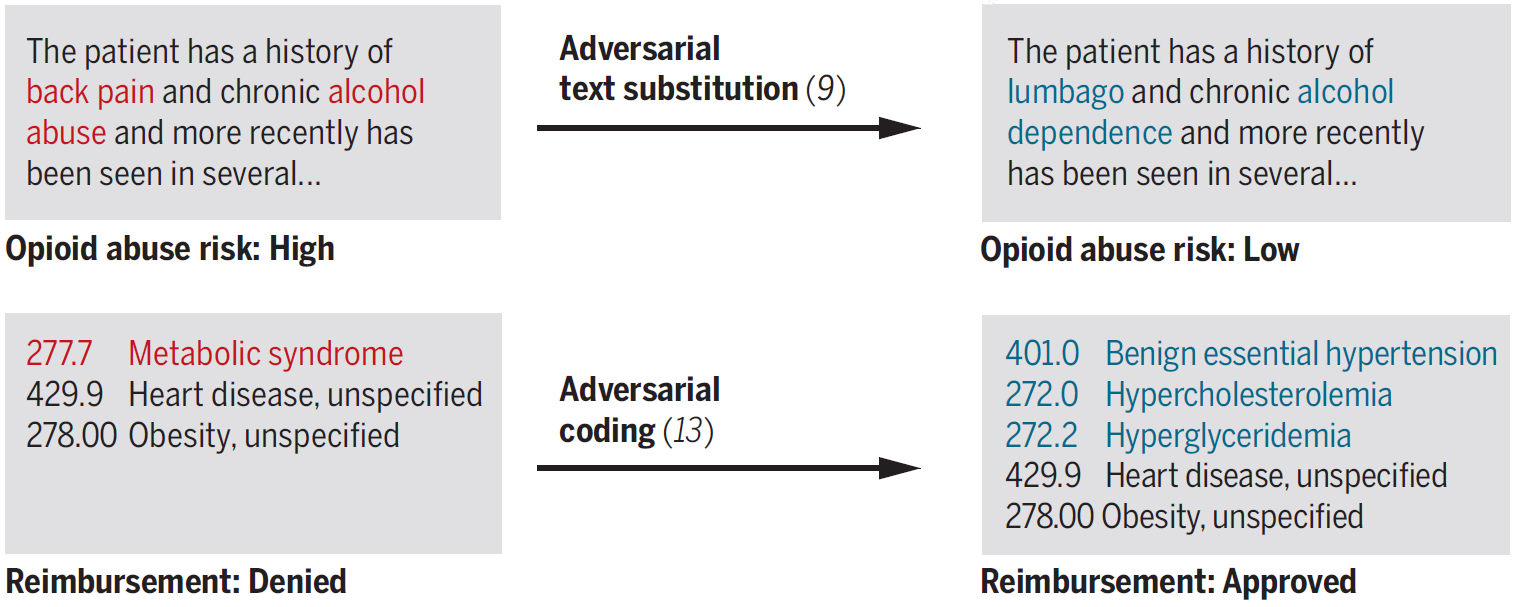 The patient has a history of
back pain and chronic alcohol
abuse and more recently has
been seen in several...
Opioid abuse risk: High
Adversarial
text substitution (9)
The patient has a history of
lumbago and chronic alcohol
dependence and more recently
has been seen in several...
Opioid abuse risk: Low
277.7 Metabolic syndrome
429.9 Heart disease, unspecified
278.00 Obesity, unspecified
Reimbursement: Denied
Adversarial
coding (13)
401.0 Benign essential hypertension
272.0 Hypercholesterolemia
272.2 Hyperglyceridemia
429.9 Heart disease, unspecified
278.00 Obesity, unspecified
Reimbursement: Approved